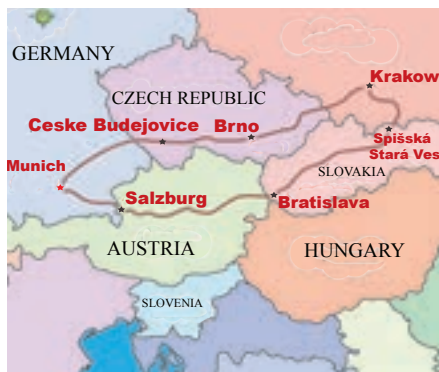 GERMANY
Krakow
CZECH REPUBLIC
Ceske Budejovice
Brno
Spišská
Stará Ves
Munich
SLOVAKIA
Salzburg
Bratislava
AUSTRIA
HUNGARY
SLOVENIA